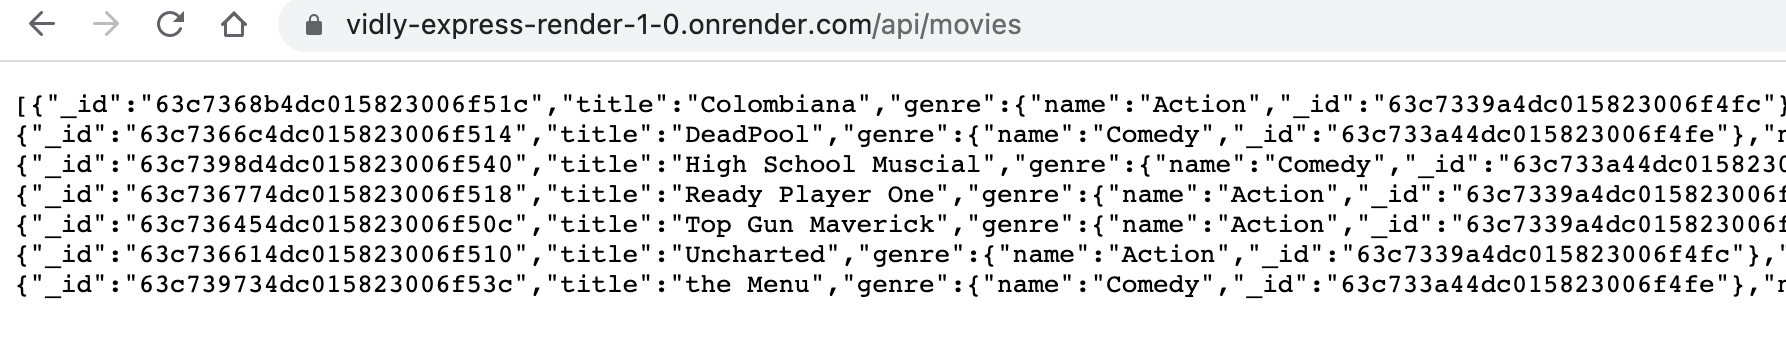 vidly-express-render-1-0.onrender.com/api/movies
[{"_id":"63c7368b4dc015823006f51c","title":"Colombiana","genre":{"name":"Action","_id":"63c7339a4dc015823006f4fc"}
{"_id":"63c7366c4dc015823006f514","title":"DeadPool","genre":{"name":"Comedy","_id":"63c733a44dc015823006f4fe"},"n
{"_id":"63c7398d4dc015823006f540","title":"High School Muscial","genre":{"name":"Comedy","_id":"63c733a44dc0158230
{"_id":"63c736774dc015823006f518","title":"Ready Player One","genre":{"name":"Action","_id":"63c7339a4dc015823006f
{"_id":"63c736454dc015823006f50c","title":"Top Gun Maverick","genre":{"name":"Action","_id":"63c7339a4dc015823006f
{"_id":"63c736614dc015823006f510","title":"Uncharted","genre":{"name":"Action","_id":"63c7339a4dc015823006f4fc"},"
{"_id":"63c739734dc015823006f53c","title":"the Menu","genre":{"name":"Comedy","_id":"63c733a44dc015823006f4fe"},"n